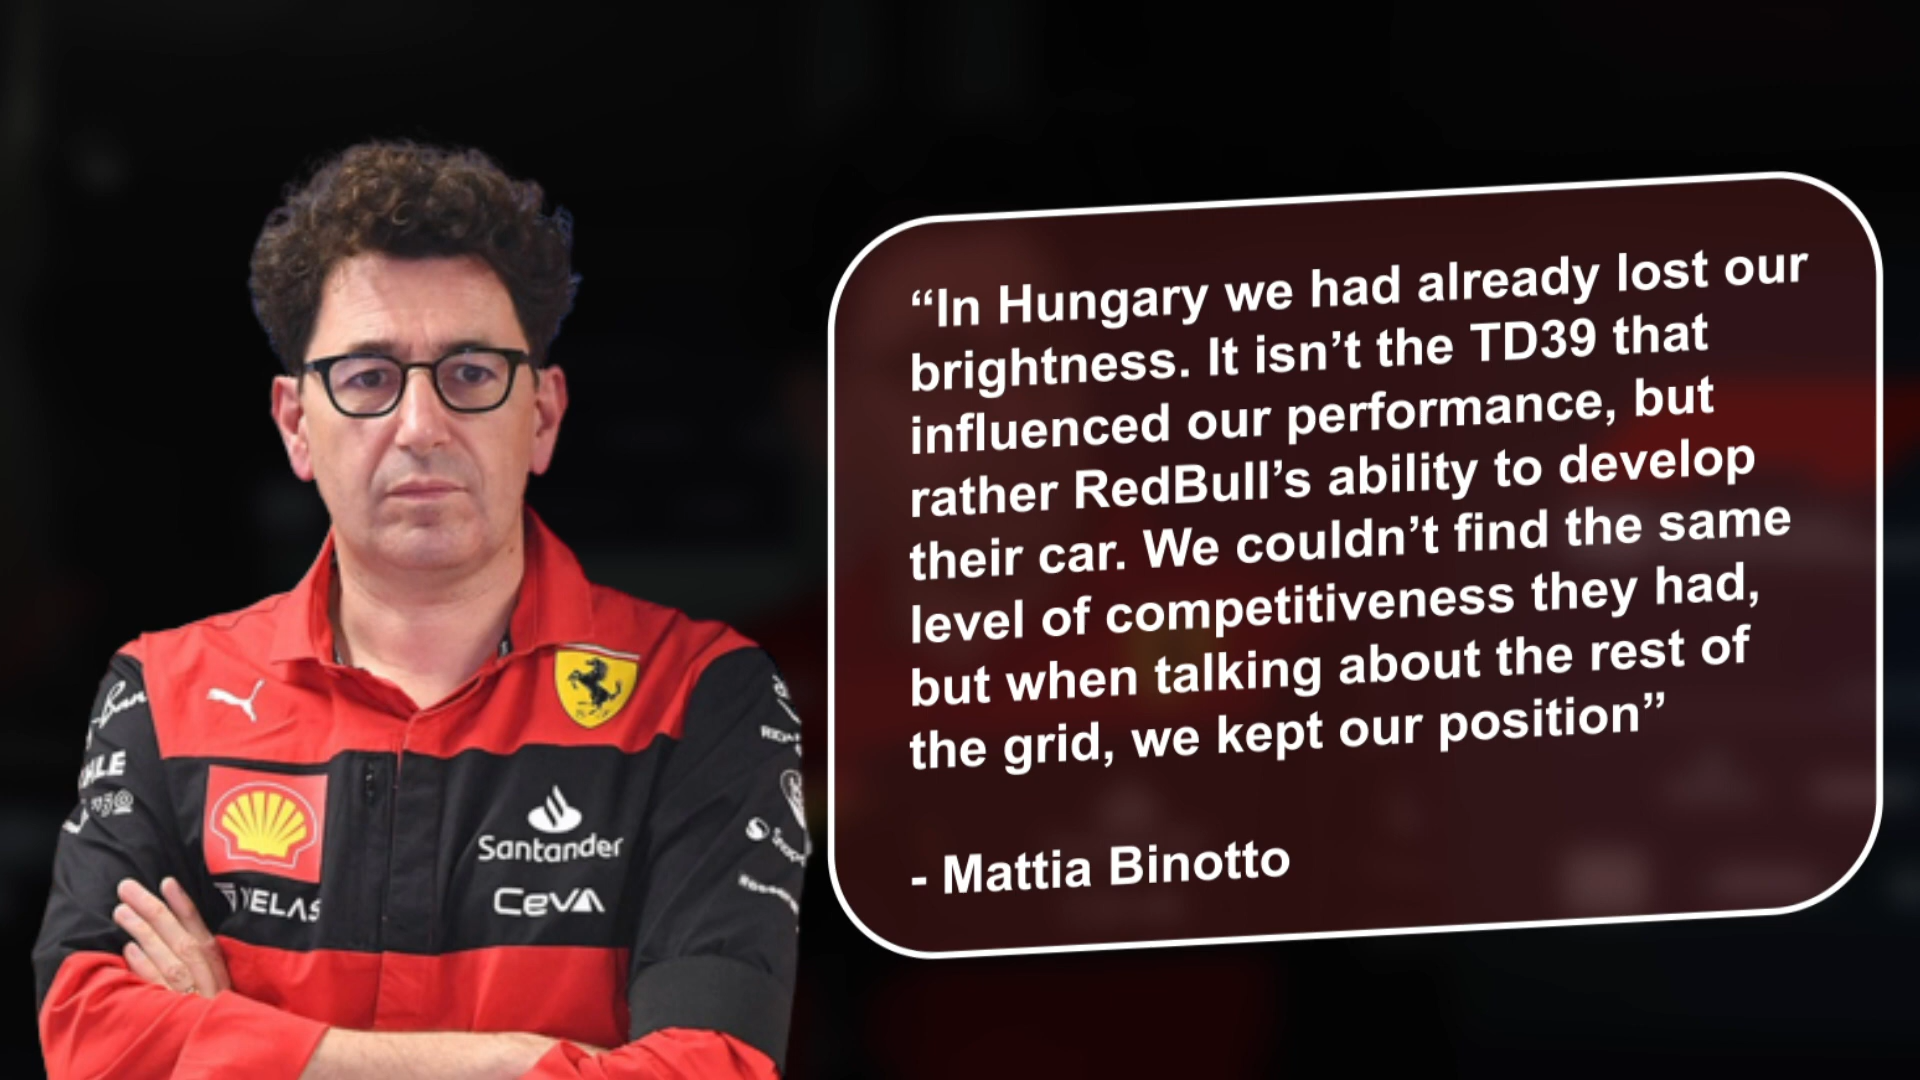 “In Hungary we had already lost our
brightness. It isn’t the TD39 that
influenced our performance, but
rather RedBull’s ability to develop
their car. We couldn’t find the same
level of competitiveness they had,
but when talking about the rest of
the grid, we kept our position”
- Mattia Binotto
Santander
CEVA